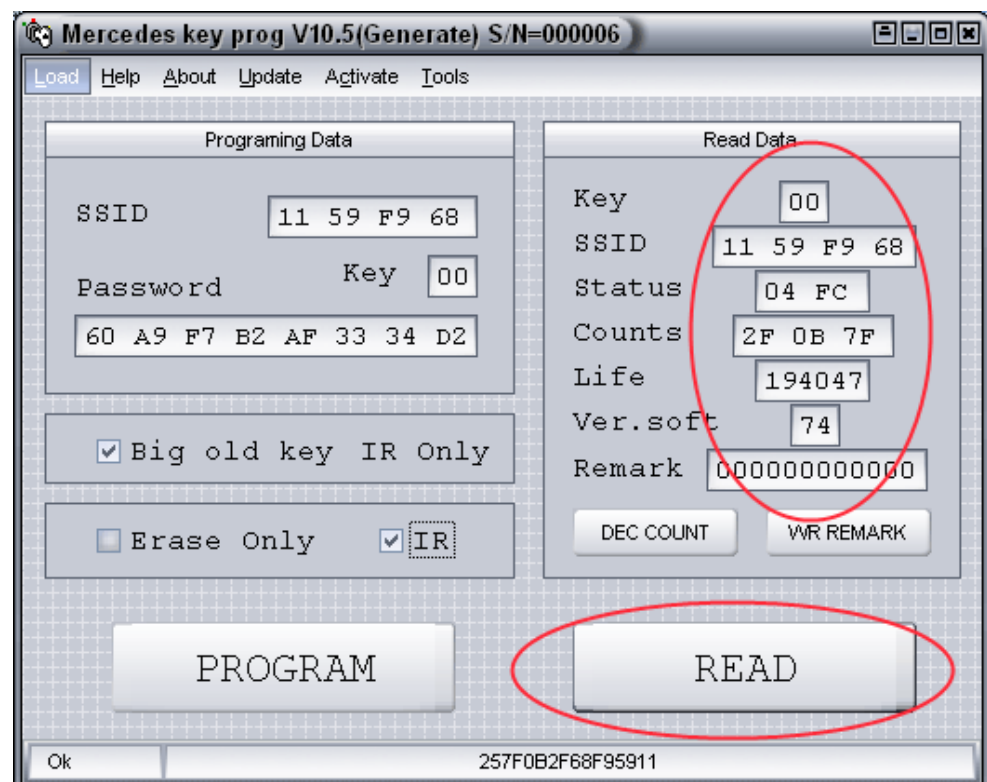 Mercedes key prog V10.5(Generate) S/N=000006
Load Help About Update Activate Tools
Programing Data
SSID 11 59 F9 68
Key 00
Password
60 A9 F7 B2 AF 33 34 D2
Big old key IR Only
Erase Only IR
PROGRAM
Read Data
Key 00
SSID 11 59 F9 68
Status 04 FC
Counts 2F 0B 7F
Life 194047
Ver.soft 74
Remark 000000000000
DEC COUNT WR REMARK
READ
Ok 257F0B2F68F95911